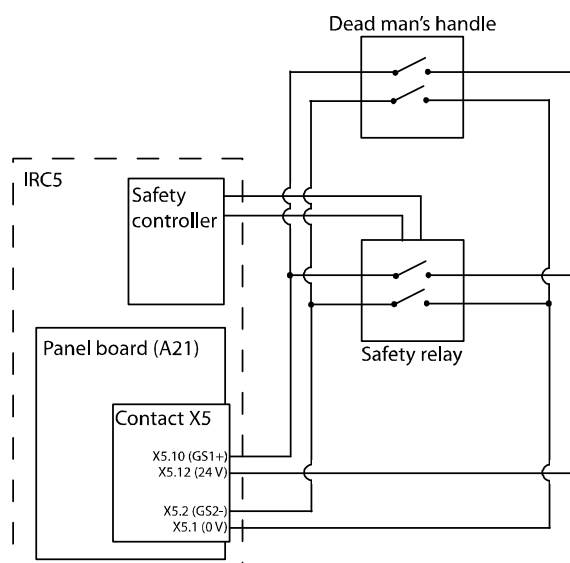 Dead man's handle
IRC5
Safety
controller
Safety relay
Panel board (A21)
Contact X5
X5.10 (GS1+)
X5.12 (24 V)
X5.2 (GS2-)
X5.1 (0 V)